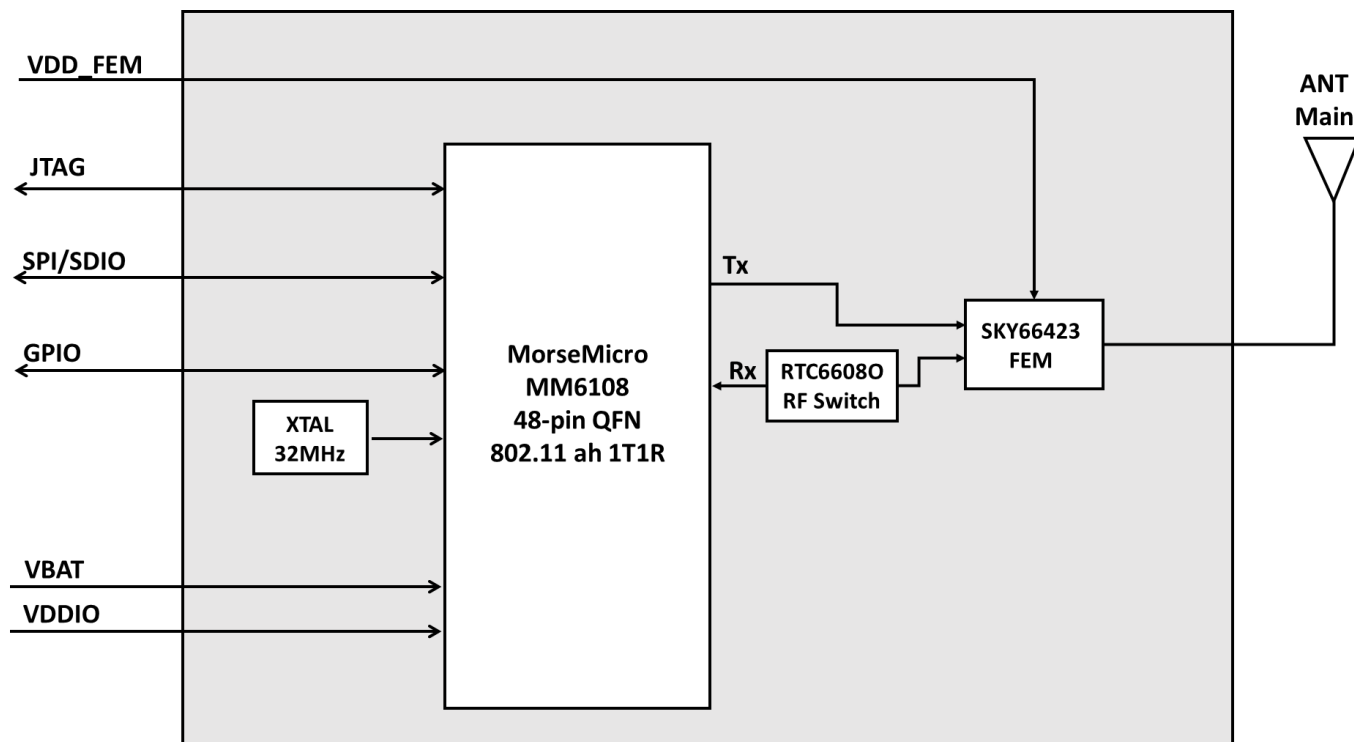 VDD_FEM
ANT
Main
JTAG
SPI/SDIO
Tx
GPIO
SKY66423
FEM
MorseMicro
MM6108
48-pin QFN
802.11 ah 1T1R
Rx
RTC6608O
RF Switch
XTAL
32MHz
VBAT
VDDIO